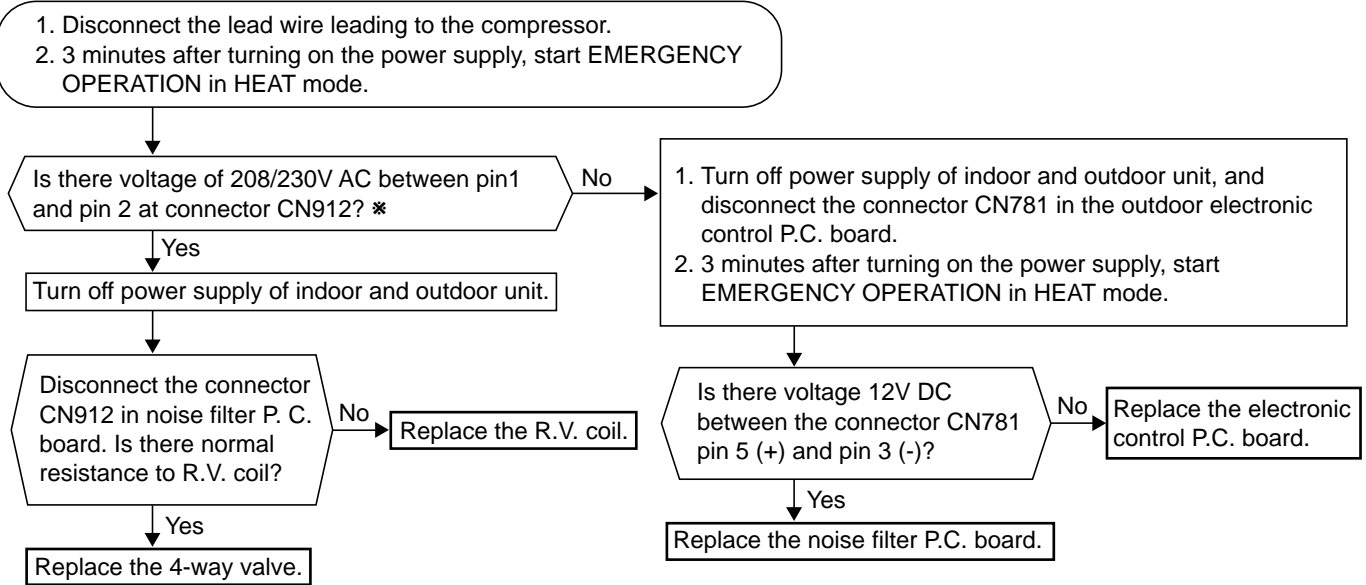 1. Disconnect the lead wire leading to the compressor.
2. 3 minutes after turning on the power supply, start EMERGENCY
OPERATION in HEAT mode.
Is there voltage of 208/230V AC between pin1
and pin 2 at connector CN912? ※
No
Yes
Turn off power supply of indoor and outdoor unit.
Disconnect the connector
CN912 in noise filter P. C.
board. Is there normal
resistance to R.V. coil?
No
Replace the R.V. coil.
Yes
Replace the 4-way valve.
1. Turn off power supply of indoor and outdoor unit, and
disconnect the connector CN781 in the outdoor electronic
control P.C. board.
2. 3 minutes after turning on the power supply, start
EMERGENCY OPERATION in HEAT mode.
Is there voltage 12V DC
between the connector CN781
pin 5 (+) and pin 3 (-)?
No
Replace the electronic
control P.C. board.
Yes
Replace the noise filter P.C. board.